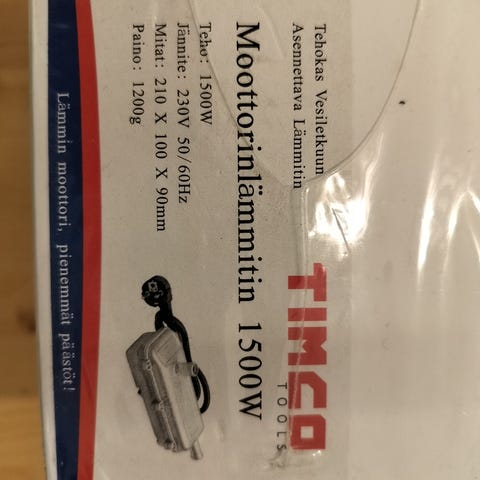 Tehokas Vesiletkuun
Asennettava Lämmitin
TIMCO
TOOLS
Moottorinlämmitin 1500W
Teho: 1500W
Jännite: 230V 50/60Hz
Mitat: 210 X 100 X 90mm
Paino: 1200g
Lämmin moottori, pienemmät päästöt!